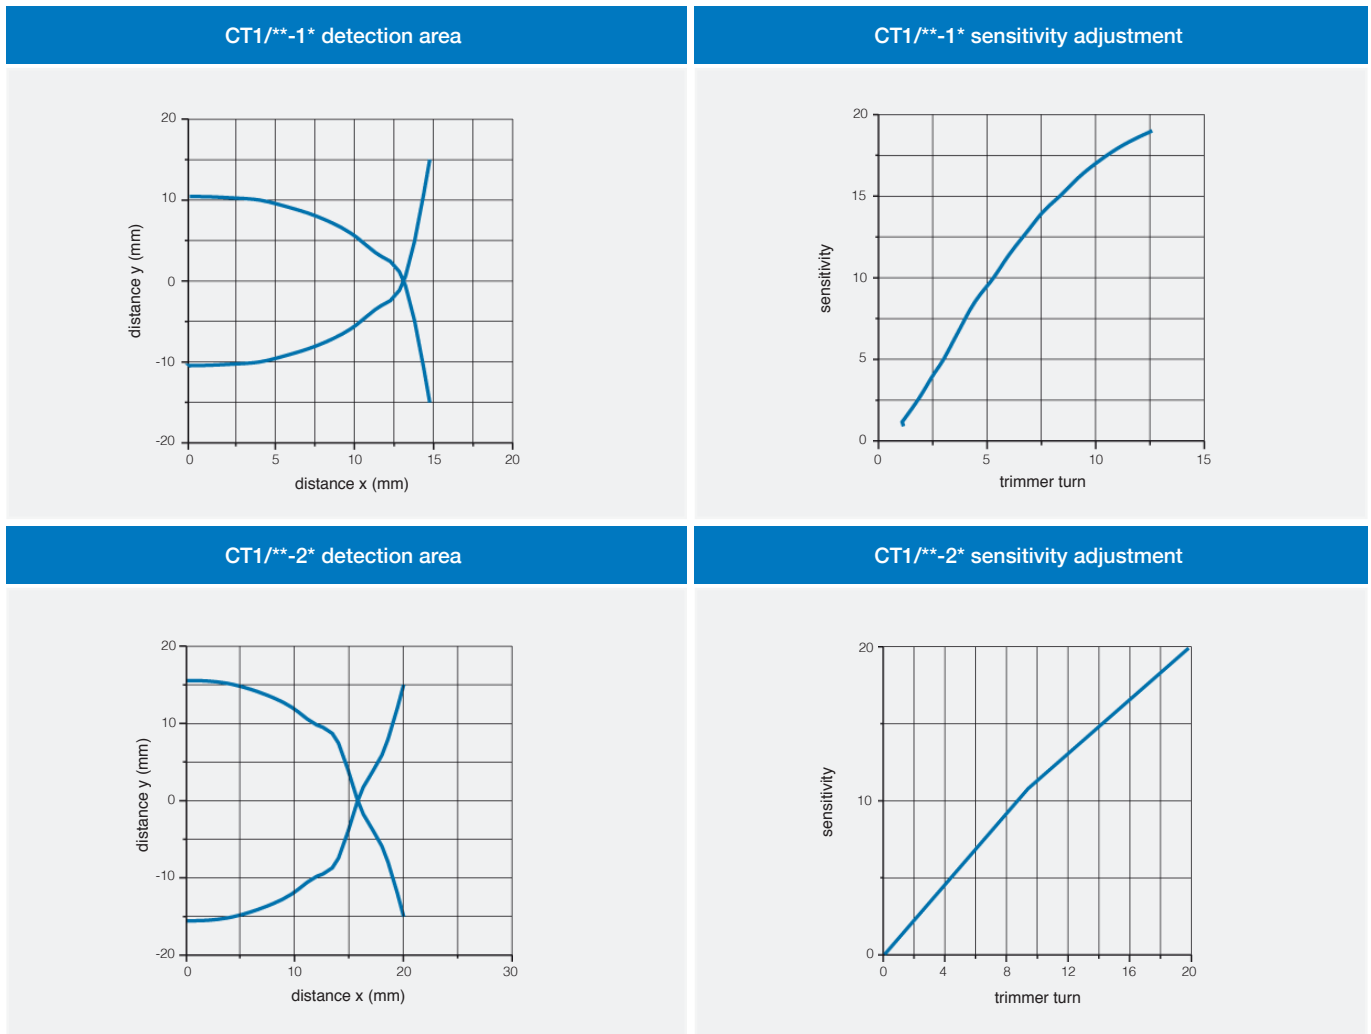 CT1/**-1* detection area
20
10
0
-10
-20
distance y (mm)
0 5 10 15 20
distance x (mm)
CT1/**-1* sensitivity adjustment
20
15
10
5
0
sensitivity
0 5 10 15
trimmer turn
CT1/**-2* detection area
20
10
0
-10
-20
distance y (mm)
0 10 20 30
distance x (mm)
CT1/**-2* sensitivity adjustment
20
10
0
sensitivity
0 4 8 12 16 20
trimmer turn